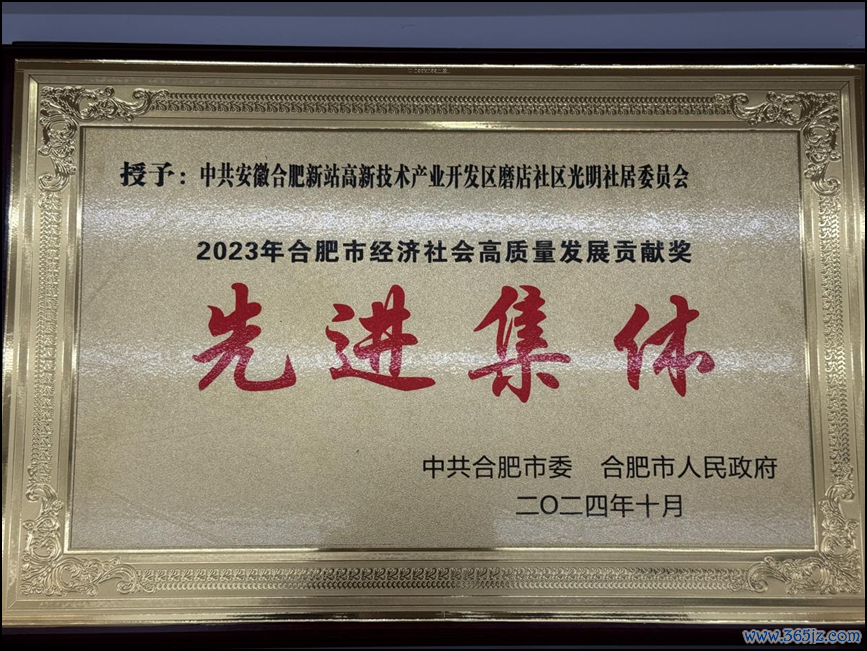 授予：中共安徽合肥新站高新技术产业开发区磨店社区光明社居委员会
2023年合肥市经济社会高质量发展贡献奖
先进集体
中共合肥市委 合肥市人民政府
二〇二四年十月
www.365jz.com